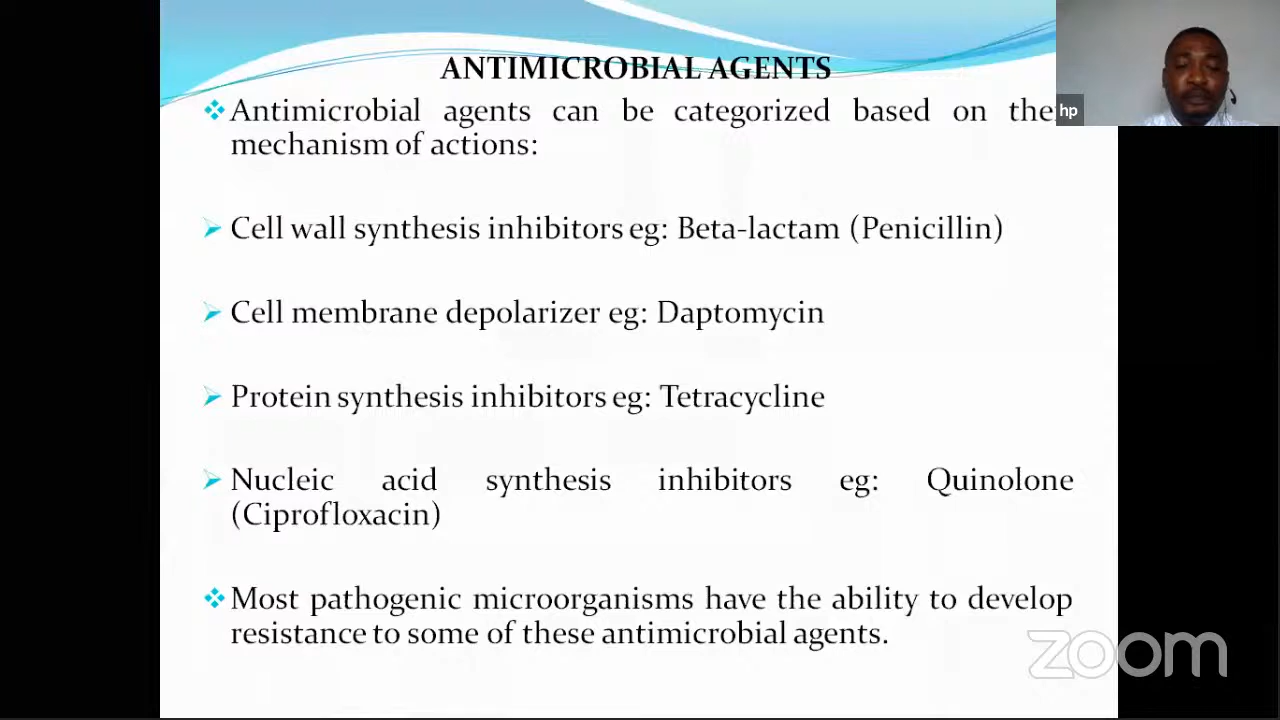 ANTIMICROBIAL AGENTS
Antimicrobial agents can be categorized based on thei
mechanism of actions:
Cell wall synthesis inhibitors eg: Beta-lactam (Penicillin)
Cell membrane depolarizer eg: Daptomycin
Protein synthesis inhibitors eg: Tetracycline
Nucleic acid synthesis inhibitors eg: Quinolone
(Ciprofloxacin)
Most pathogenic microorganisms have the ability to develop
resistance to some of these antimicrobial agents.
hp
zoom